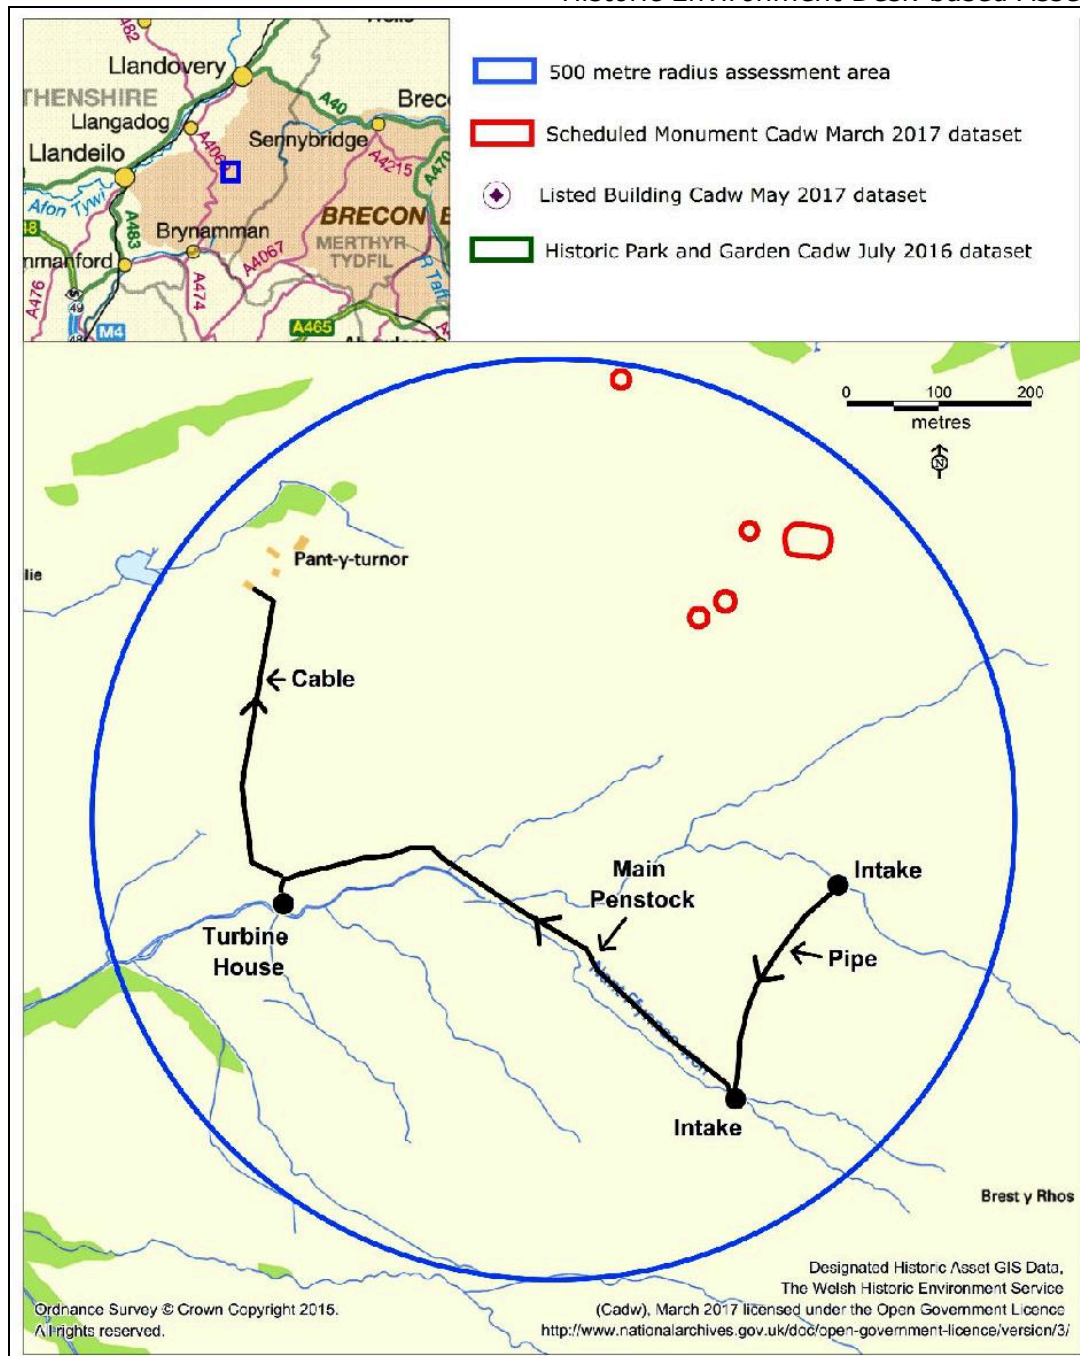 Llandovery
THENSHIRE
A40
Brec
Llangadog
Sennybridge
Llandeilo
A4215
A470
Afon Tywi
A483
BRECON B
Brynamman
MERTHYR
TYDFIL
mmanford
A4067
R Taff
A476
A474
49
48
M4
A465
500 metre radius assessment area
Scheduled Monument Cadw March 2017 dataset
Listed Building Cadw May 2017 dataset
Historic Park and Garden Cadw July 2016 dataset
0 100 200
metres
N
Pant-y-turnor
lie
Cable
Main
Penstock
Intake
Turbine
House
Pipe
Intake
Brest y Rhos
Designated Historic Asset GIS Data,
The Welsh Historic Environment Service
Ordnance Survey © Crown Copyright 2015.
(Cadw), March 2017 licensed under the Open Government Licence
All rights reserved.
http://www.nationalarchives.gov.uk/doc/open-government-licence/version/3/